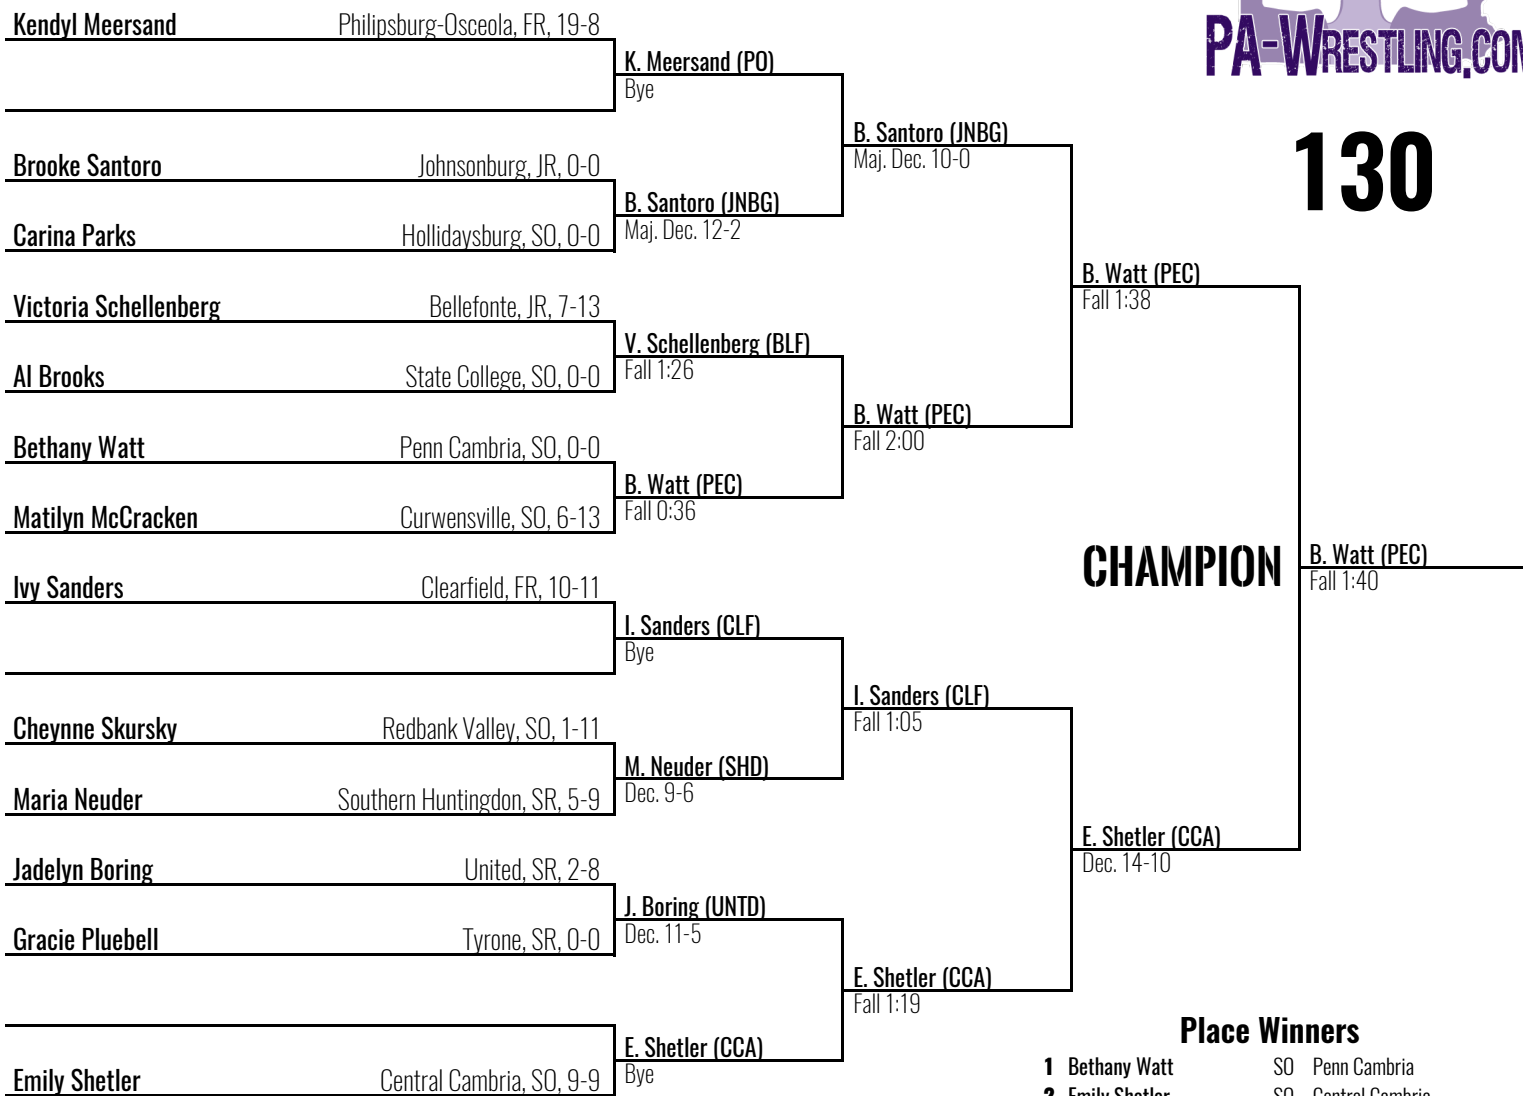 Kendyl Meersand Philipsburg-Osceola, FR, 19-8
K. Meersand (PO)
Bye
PA-WRESTLING.COM
B. Santoro (JNBG)
Maj. Dec. 10-0
130
Brooke Santoro Johnsonburg, JR, 0-0
B. Santoro (JNBG)
Maj. Dec. 12-2
Carina Parks Hollidaysburg, SO, 0-0
B. Watt (PEC)
Fall 1:38
Victoria Schellenberg Bellefonte, JR, 7-13
V. Schellenberg (BLF)
Fall 1:26
Al Brooks State College, SO, 0-0
B. Watt (PEC)
Fall 2:00
Bethany Watt Penn Cambria, SO, 0-0
B. Watt (PEC)
Fall 0:36
Matilyn McCracken Curwensville, SO, 6-13
CHAMPION
B. Watt (PEC)
Fall 1:40
Ivy Sanders Clearfield, FR, 10-11
I. Sanders (CLF)
Bye
I. Sanders (CLF)
Fall 1:05
Cheynne Skursky Redbank Valley, SO, 1-11
M. Neuder (SHD)
Dec. 9-6
Maria Neuder Southern Huntingdon, SR, 5-9
E. Shetler (CCA)
Dec. 14-10
Jadelyn Boring United, SR, 2-8
J. Boring (UNTD)
Dec. 11-5
Gracie Pluebell Tyrone, SR, 0-0
E. Shetler (CCA)
Fall 1:19
E. Shetler (CCA)
Bye
Emily Shetler Central Cambria, SO, 9-9
Place Winners
1 Bethany Watt SO Penn Cambria
2 Emily Shetler SO Central Cambria